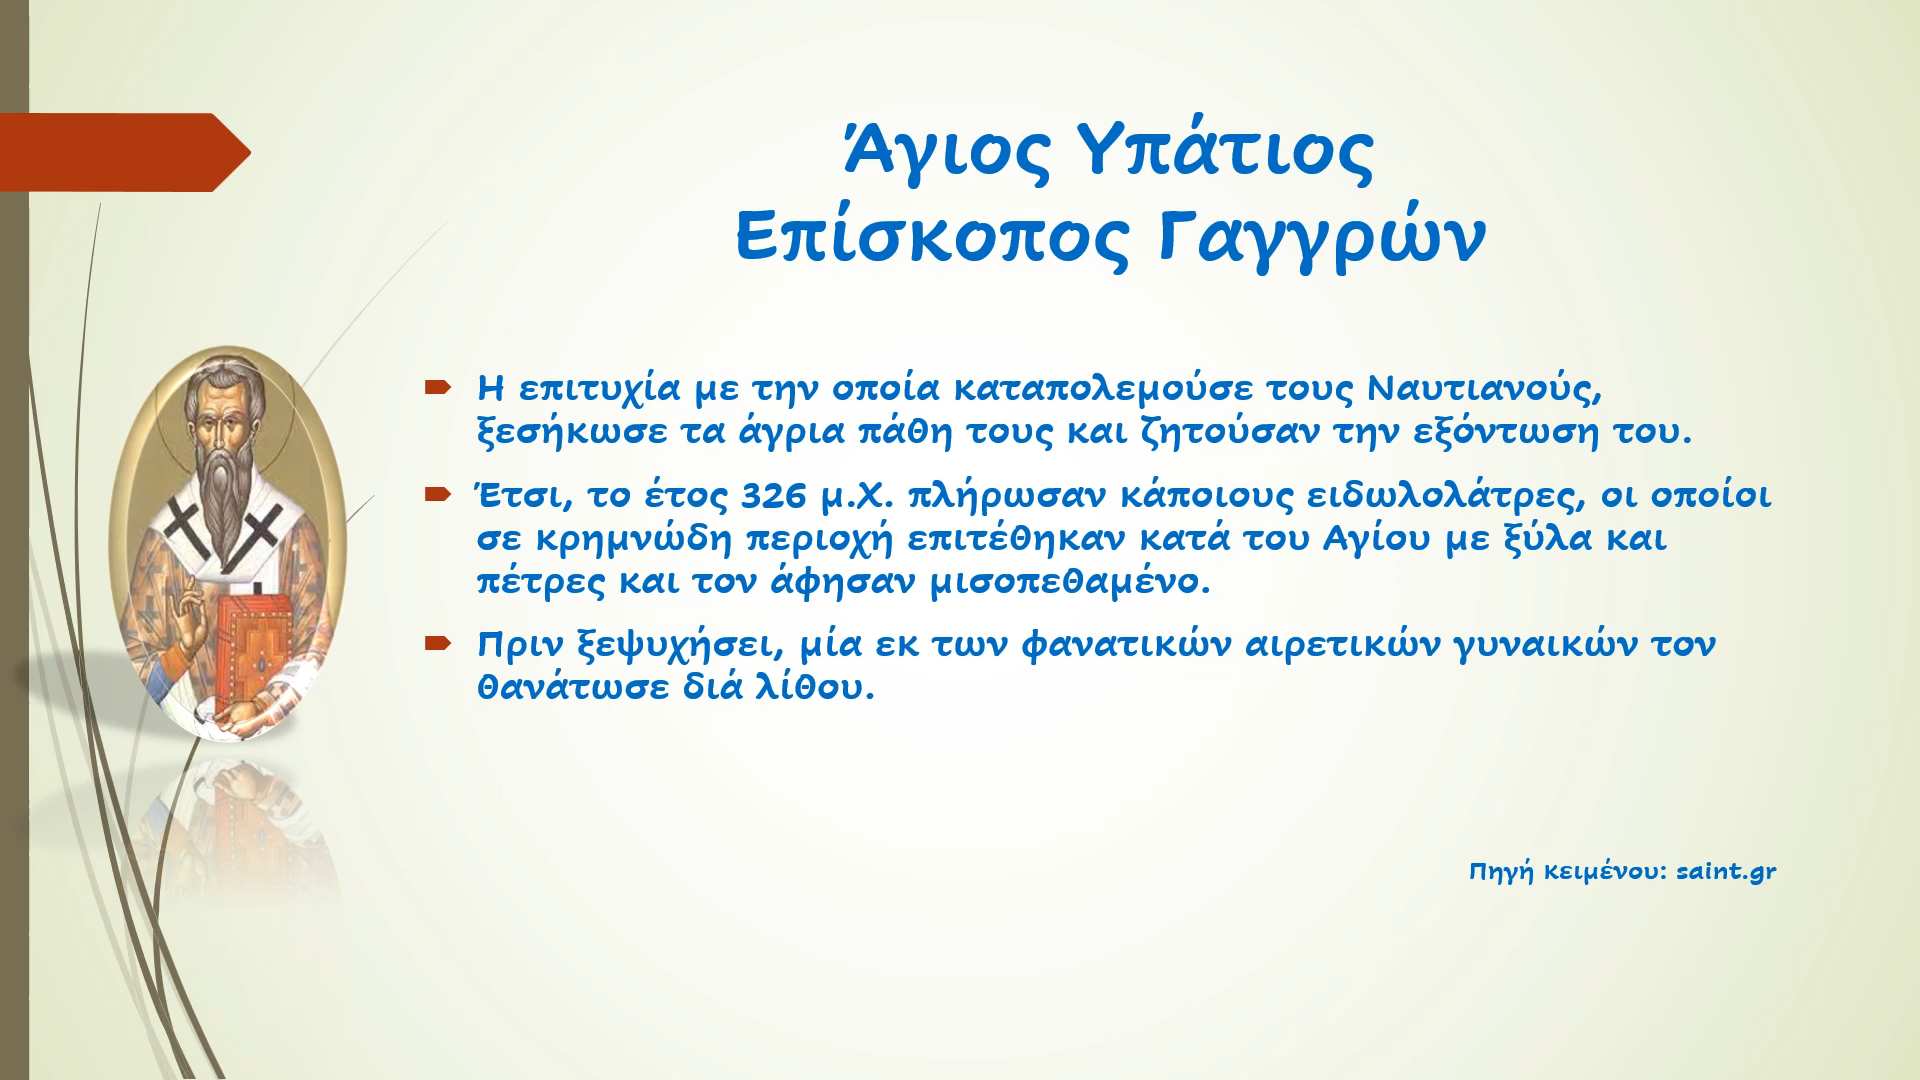 Άγιος Υπάτιος
Επίσκοπος Γαγγρών
Η επιτυχία με την οποία καταπολεμούσε τους Ναυτιανούς,
ξεσήκωσε τα άγρια πάθη τους και ζητούσαν την εξόντωση του.
Έτσι, το έτος 326 μ.Χ. πλήρωσαν κάποιους ειδωλολάτρες, οι οποίοι
σε κρημνώδη περιοχή επιτέθηκαν κατά του Αγίου με ξύλα και
πέτρες και τον άφησαν μισοπεθαμένο.
Πριν ξεψυχήσει, μία εκ των φανατικών αιρετικών γυναικών τον
θανάτωσε διά λίθου.
Πηγή κειμένου: saint.gr